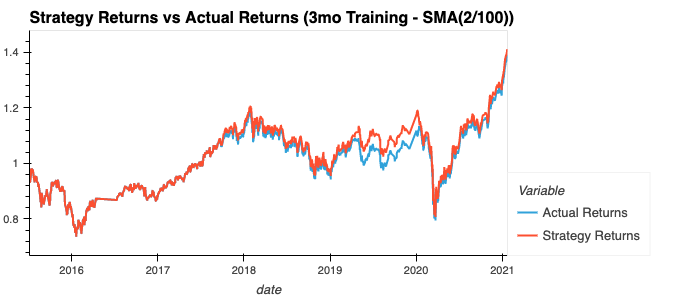 Strategy Returns vs Actual Returns (3mo Training - SMA(2/100))
1.4
1.2
1
0.8
2016
2017
2018
2019
2020
2021
date
Variable
Actual Returns
Strategy Returns